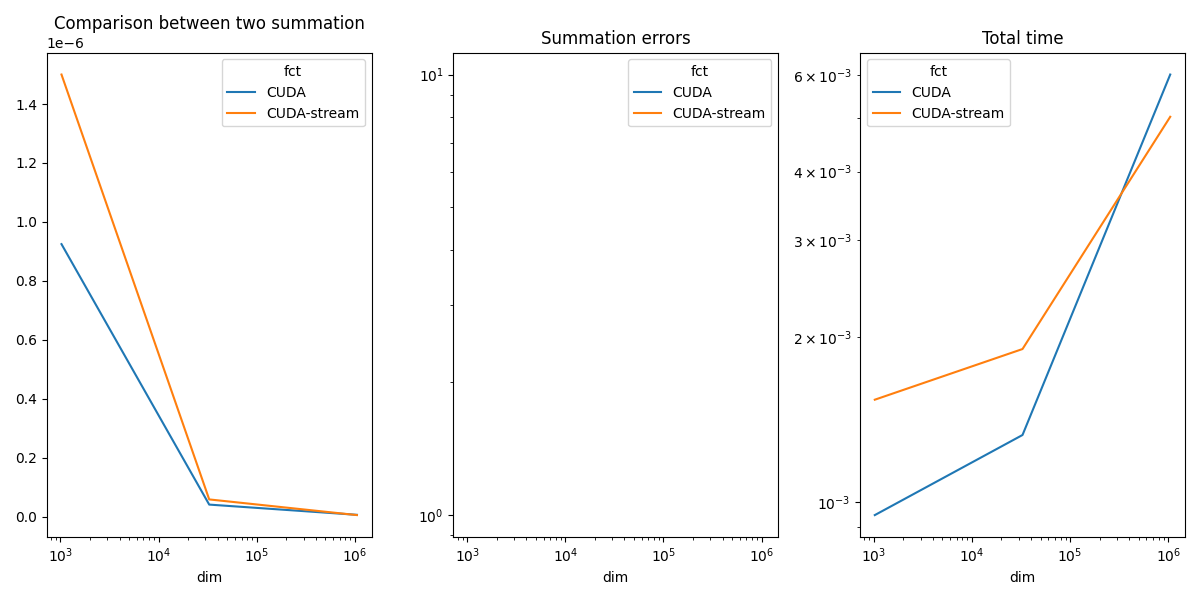 Comparison between two summation
1e−6
1.4
1.2
1.0
0.8
0.6
0.4
0.2
0.0
10³
10⁴
10⁵
10⁶
dim
fct
CUDA
CUDA-stream
Summation errors
10¹
10⁰
10³
10⁴
10⁵
10⁶
dim
fct
CUDA
CUDA-stream
Total time
6 × 10⁻³
4 × 10⁻³
3 × 10⁻³
2 × 10⁻³
10⁻³
10³
10⁴
10⁵
10⁶
dim
fct
CUDA
CUDA-stream